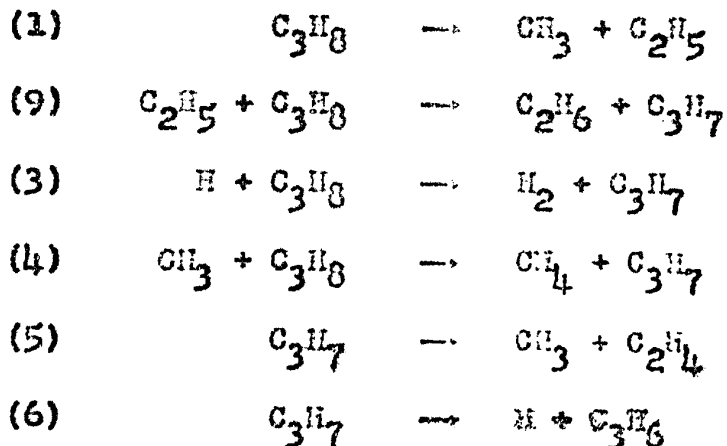 (1) C3H8 → CH3 + C2H5
(9) C2H5 + C3H8 → C2H6 + C3H7
(3) H + C3H8 → H2 + C3H7
(4) CH3 + C3H8 → CH4 + C3H7
(5) C3H7 → CH3 + C2H4
(6) C3H7 → H + C3H6